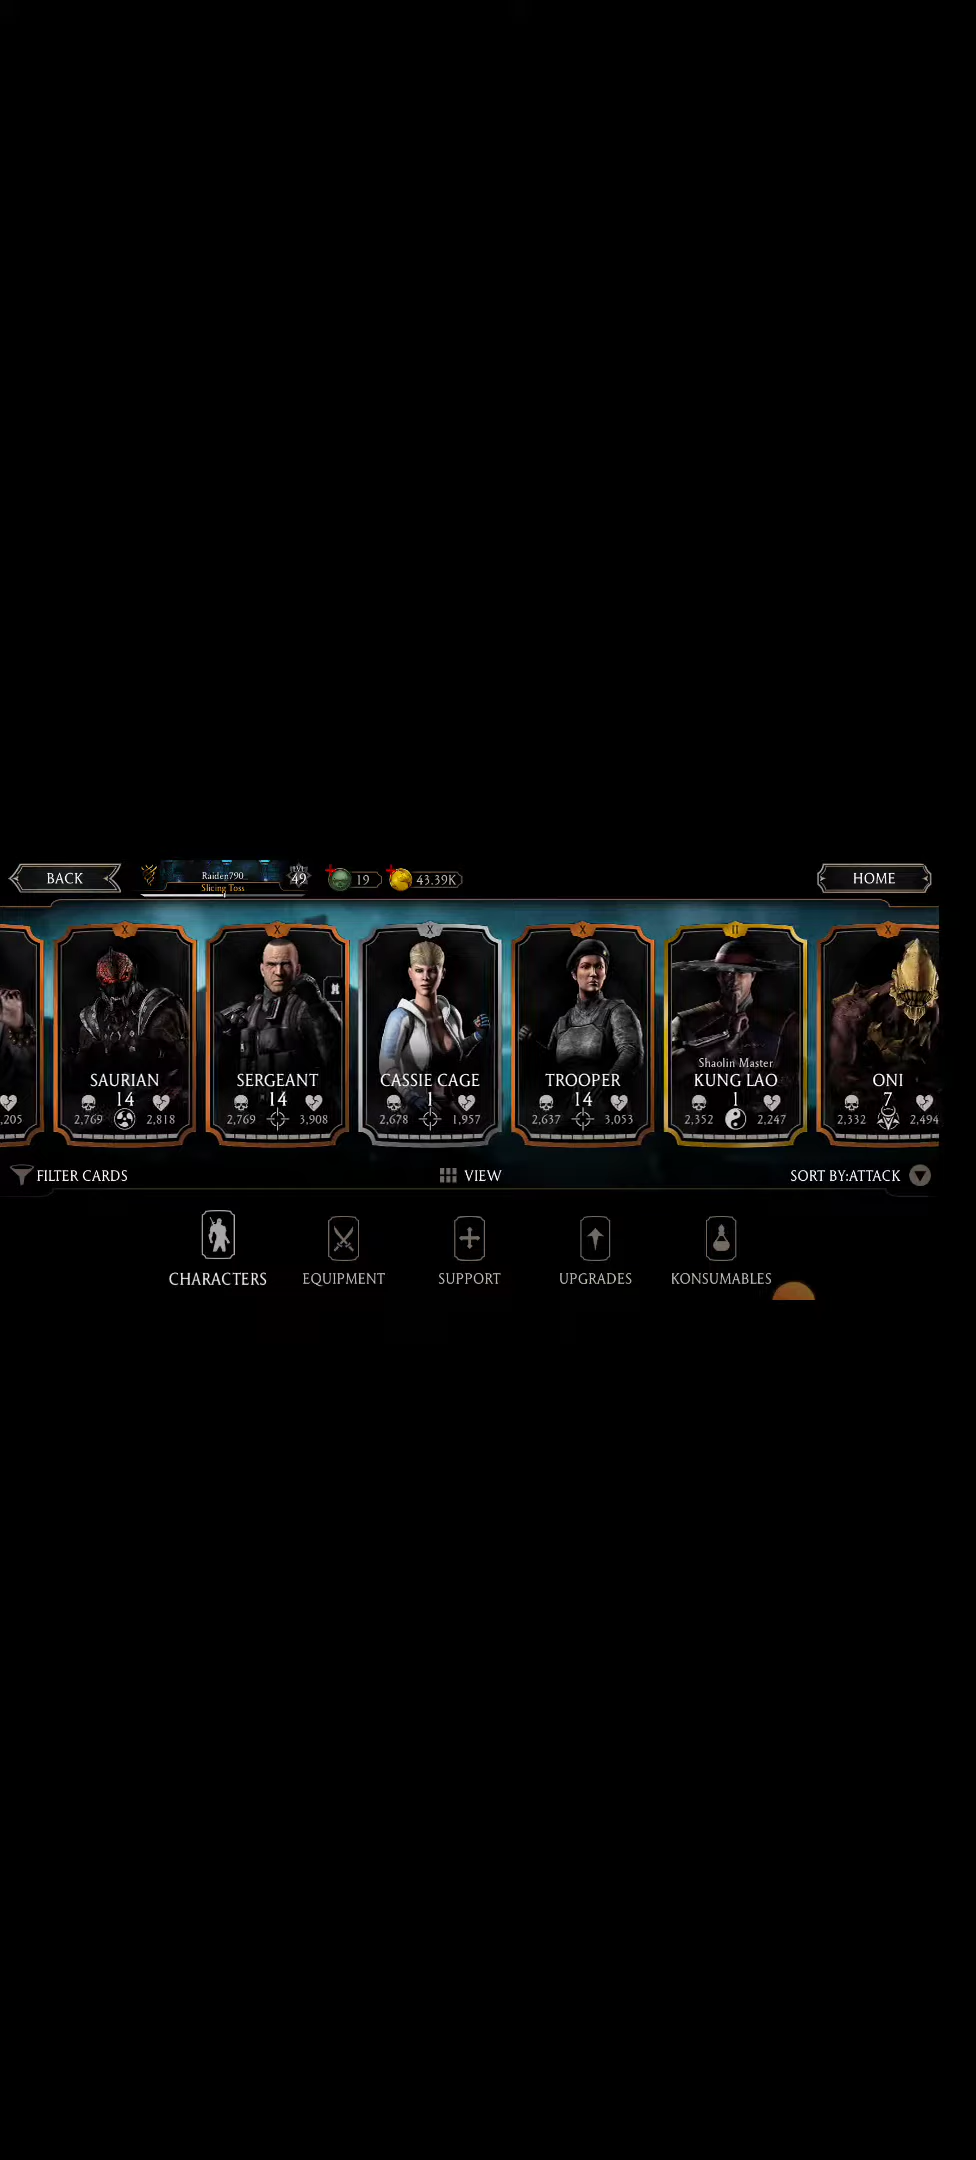 BACK
Raiden790
Slicing Toss
LVL
49
19
43.39K
HOME
X
X
X
X
II
X
SAURIAN
SERGEANT
CASSIE CAGE
TROOPER
Shaolin Master
KUNG LAO
ONI
14
14
1
14
1
7
,205
2,769 2,818
2,769 3,908
2,678 1,957
2,637 3,053
2,352 2,247
2,332 2,494
FILTER CARDS
VIEW
SORT BY:ATTACK
CHARACTERS
EQUIPMENT
SUPPORT
UPGRADES
KONSUMABLES